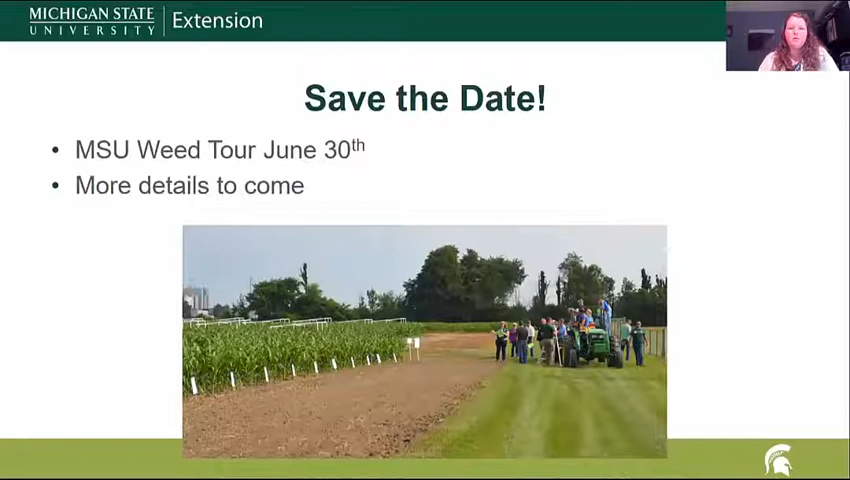 MICHIGAN STATE
UNIVERSITY
Extension
Save the Date!
• MSU Weed Tour June 30th
• More details to come